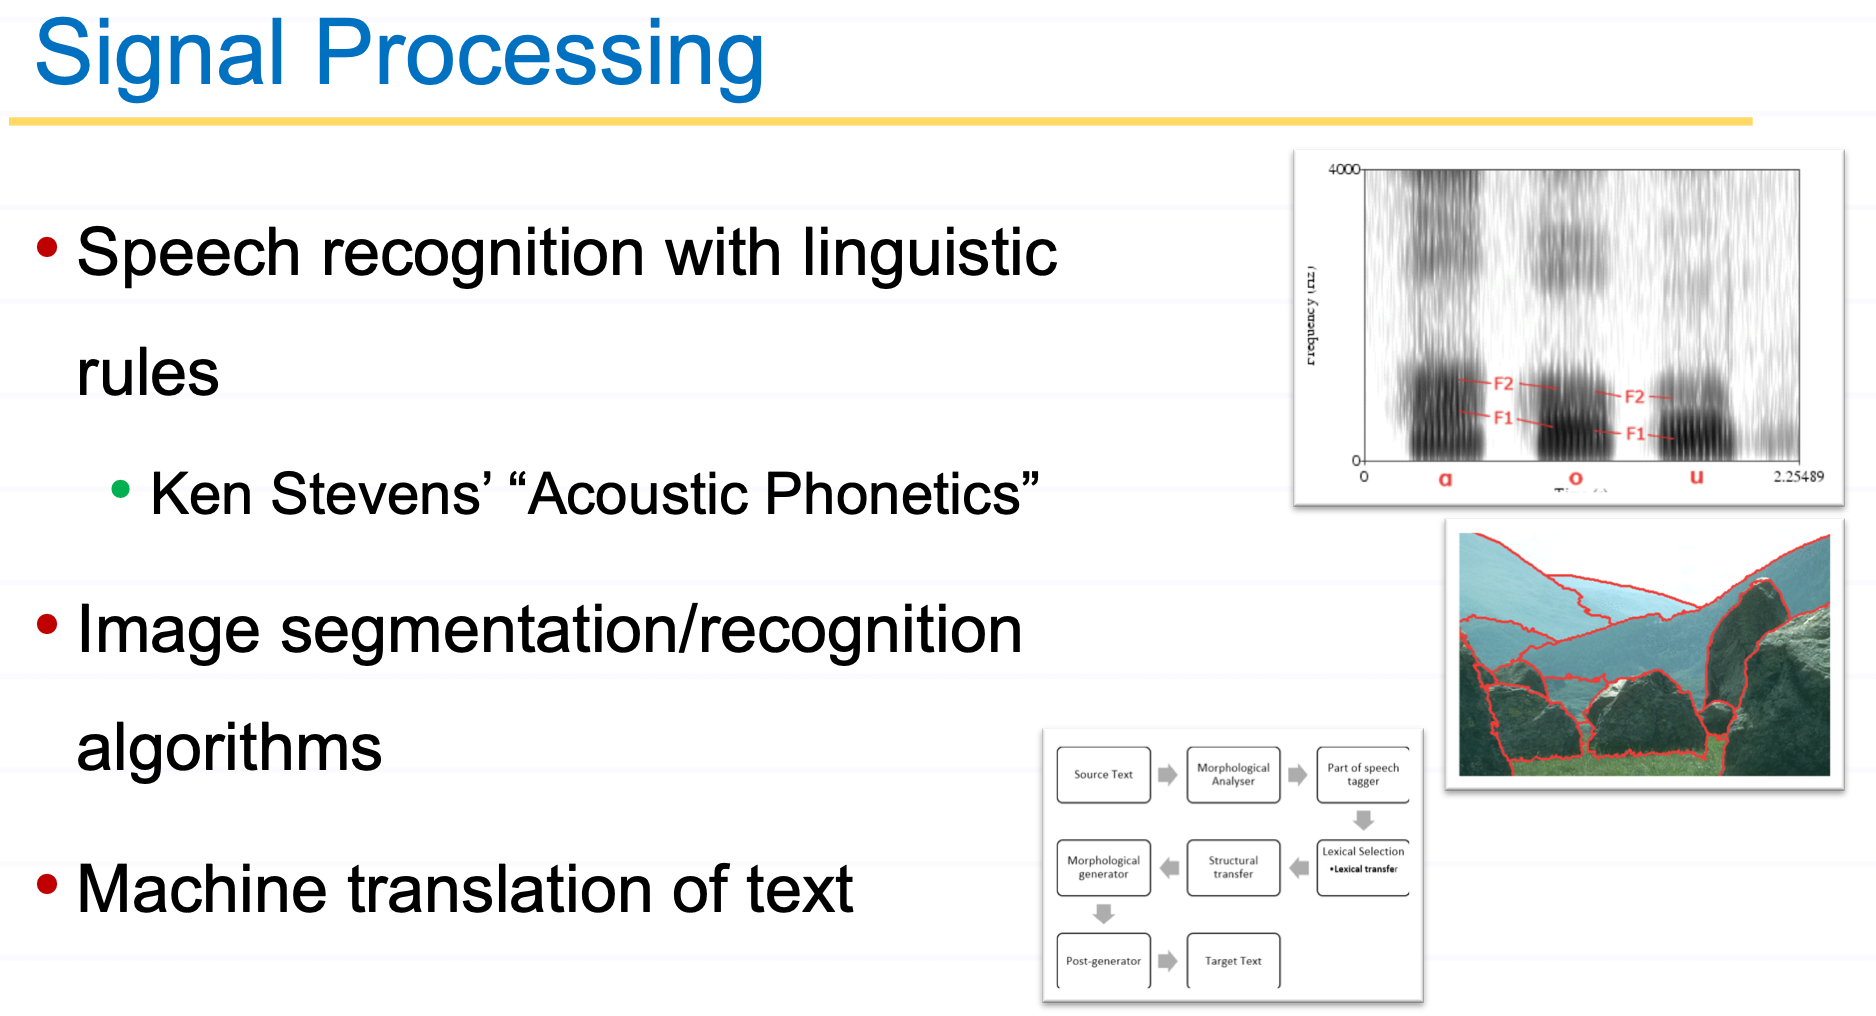 Signal Processing
• Speech recognition with linguistic
rules
• Ken Stevens’ “Acoustic Phonetics”
• Image segmentation/recognition
algorithms
• Machine translation of text
4000
Frequency (Hz)
F2
F2
F1
F1
0
0
a
o
u
2.25489
Source Text
Morphological
Analyser
Part of speech
tagger
Lexical Selection
•Lexical transfer
Structural
transfer
Morphological
generator
Post-generator
Target Text